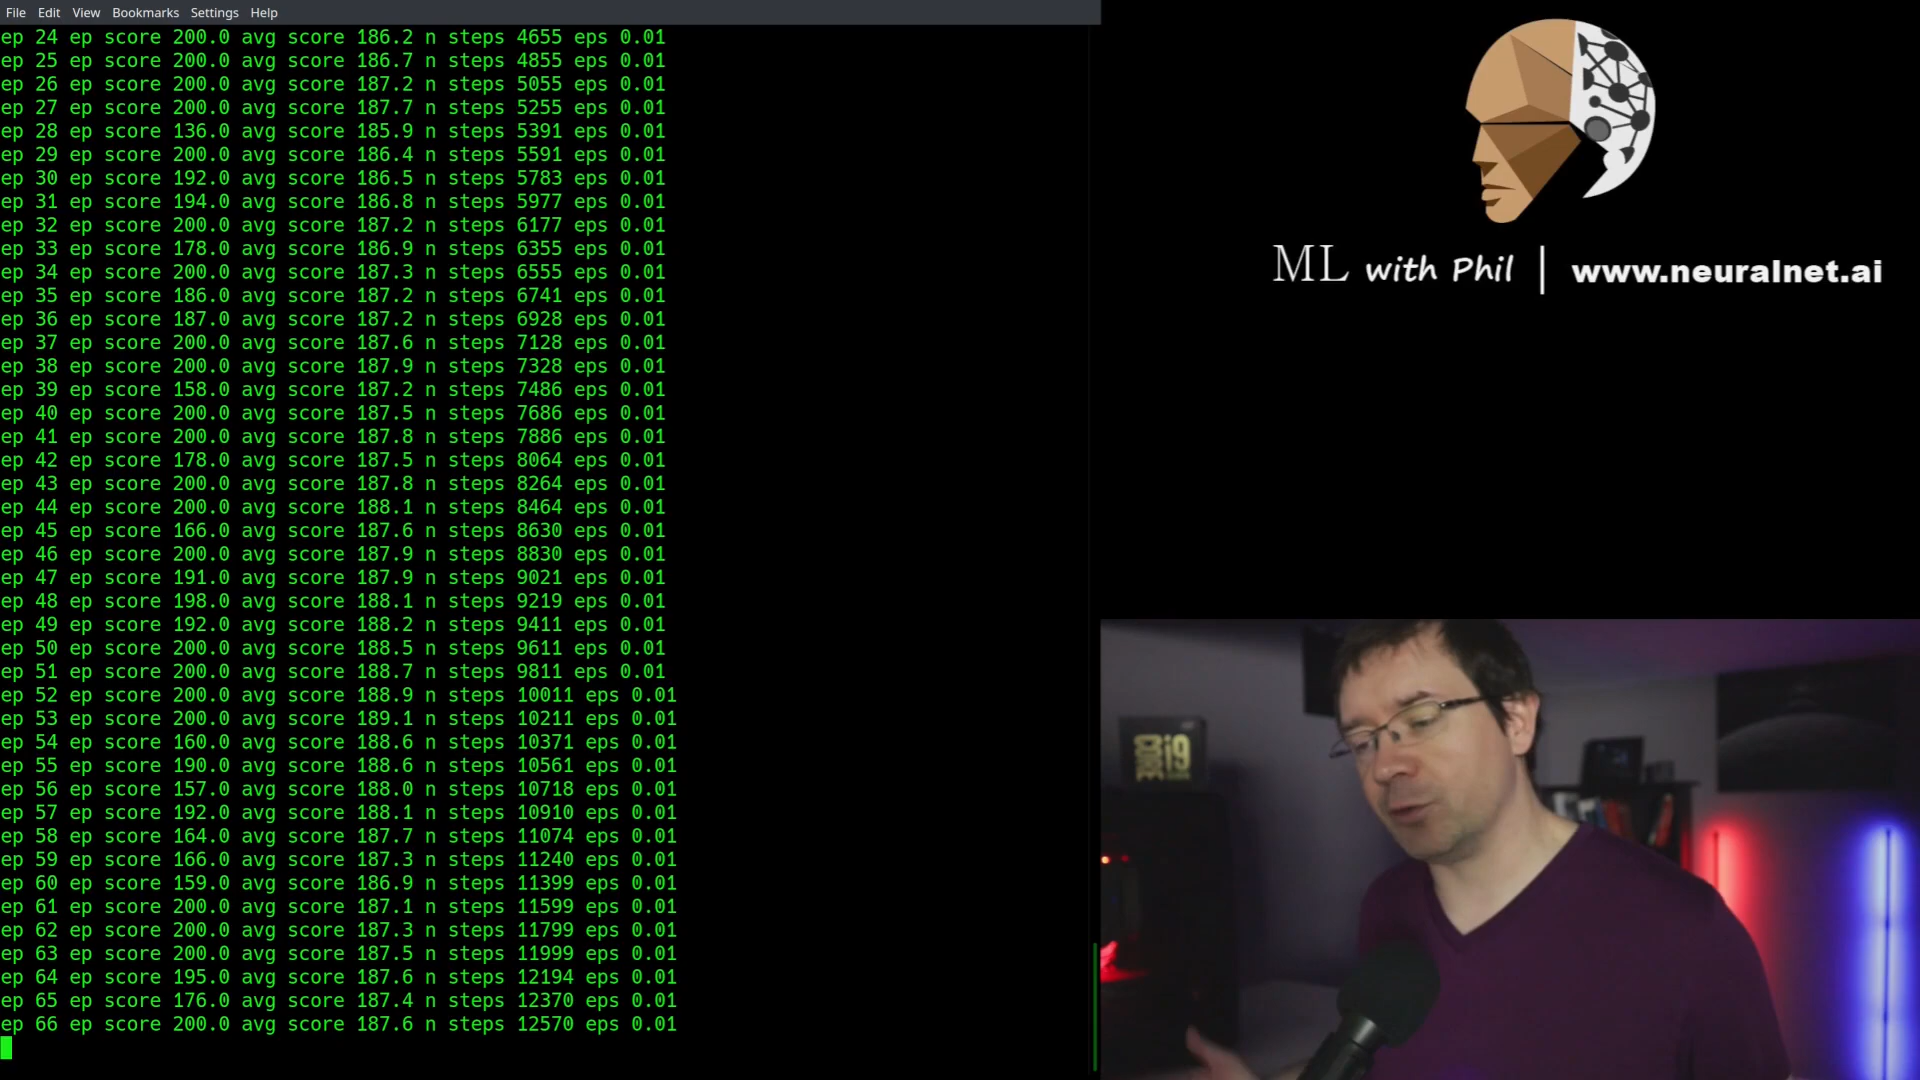 File Edit View Bookmarks Settings Help
ep 24 ep score 200.0 avg score 186.2 n steps 4655 eps 0.01
ep 25 ep score 200.0 avg score 186.7 n steps 4855 eps 0.01
ep 26 ep score 200.0 avg score 187.2 n steps 5055 eps 0.01
ep 27 ep score 200.0 avg score 187.7 n steps 5255 eps 0.01
ep 28 ep score 136.0 avg score 185.9 n steps 5391 eps 0.01
ep 29 ep score 200.0 avg score 186.4 n steps 5591 eps 0.01
ep 30 ep score 192.0 avg score 186.5 n steps 5783 eps 0.01
ep 31 ep score 194.0 avg score 186.8 n steps 5977 eps 0.01
ep 32 ep score 200.0 avg score 187.2 n steps 6177 eps 0.01
ep 33 ep score 178.0 avg score 186.9 n steps 6355 eps 0.01
ep 34 ep score 200.0 avg score 187.3 n steps 6555 eps 0.01
ep 35 ep score 186.0 avg score 187.2 n steps 6741 eps 0.01
ep 36 ep score 187.0 avg score 187.2 n steps 6928 eps 0.01
ep 37 ep score 200.0 avg score 187.6 n steps 7128 eps 0.01
ep 38 ep score 200.0 avg score 187.9 n steps 7328 eps 0.01
ep 39 ep score 158.0 avg score 187.2 n steps 7486 eps 0.01
ep 40 ep score 200.0 avg score 187.5 n steps 7686 eps 0.01
ep 41 ep score 200.0 avg score 187.8 n steps 7886 eps 0.01
ep 42 ep score 178.0 avg score 187.5 n steps 8064 eps 0.01
ep 43 ep score 200.0 avg score 187.8 n steps 8264 eps 0.01
ep 44 ep score 200.0 avg score 188.1 n steps 8464 eps 0.01
ep 45 ep score 166.0 avg score 187.6 n steps 8630 eps 0.01
ep 46 ep score 200.0 avg score 187.9 n steps 8830 eps 0.01
ep 47 ep score 191.0 avg score 187.9 n steps 9021 eps 0.01
ep 48 ep score 198.0 avg score 188.1 n steps 9219 eps 0.01
ep 49 ep score 192.0 avg score 188.2 n steps 9411 eps 0.01
ep 50 ep score 200.0 avg score 188.5 n steps 9611 eps 0.01
ep 51 ep score 200.0 avg score 188.7 n steps 9811 eps 0.01
ep 52 ep score 200.0 avg score 188.9 n steps 10011 eps 0.01
ep 53 ep score 200.0 avg score 189.1 n steps 10211 eps 0.01
ep 54 ep score 160.0 avg score 188.6 n steps 10371 eps 0.01
ep 55 ep score 190.0 avg score 188.6 n steps 10561 eps 0.01
ep 56 ep score 157.0 avg score 188.0 n steps 10718 eps 0.01
ep 57 ep score 192.0 avg score 188.1 n steps 10910 eps 0.01
ep 58 ep score 164.0 avg score 187.7 n steps 11074 eps 0.01
ep 59 ep score 166.0 avg score 187.3 n steps 11240 eps 0.01
ep 60 ep score 159.0 avg score 186.9 n steps 11399 eps 0.01
ep 61 ep score 200.0 avg score 187.1 n steps 11599 eps 0.01
ep 62 ep score 200.0 avg score 187.3 n steps 11799 eps 0.01
ep 63 ep score 200.0 avg score 187.5 n steps 11999 eps 0.01
ep 64 ep score 195.0 avg score 187.6 n steps 12194 eps 0.01
ep 65 ep score 176.0 avg score 187.4 n steps 12370 eps 0.01
ep 66 ep score 200.0 avg score 187.6 n steps 12570 eps 0.01
ML with Phil | www.neuralnet.ai
i9